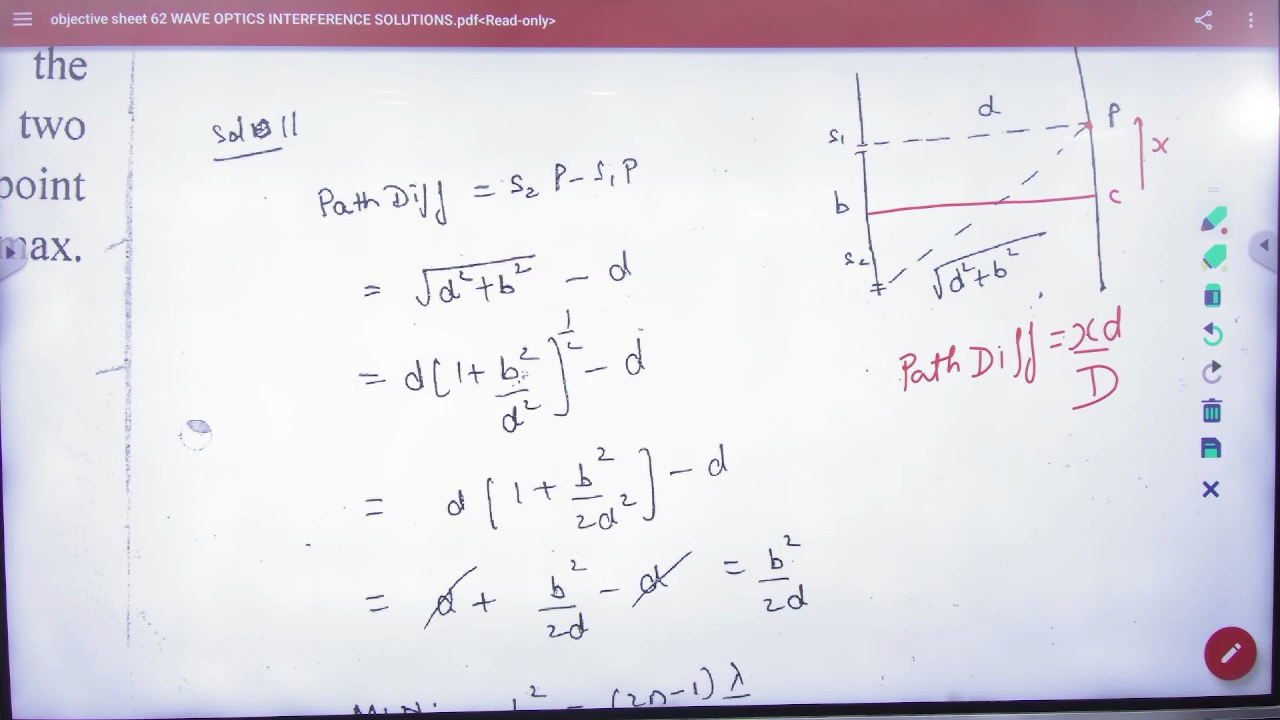 objective sheet 62 WAVE OPTICS INTERFERENCE SOLUTIONS.pdf<Read-only>
the
two
point
max.
Sol 11
Path Diff = S₂P - S₁P
= √(d²+b²) - d
= d[1+b²/d²]^(1/2) - d
= d[1+b²/2d²] - d
= d + b²/2d - d = b²/2d
= (2n-1) λ
S₁
d
P
x
b
C
S₂
√(d²+b²)
Path Diff = xd/D